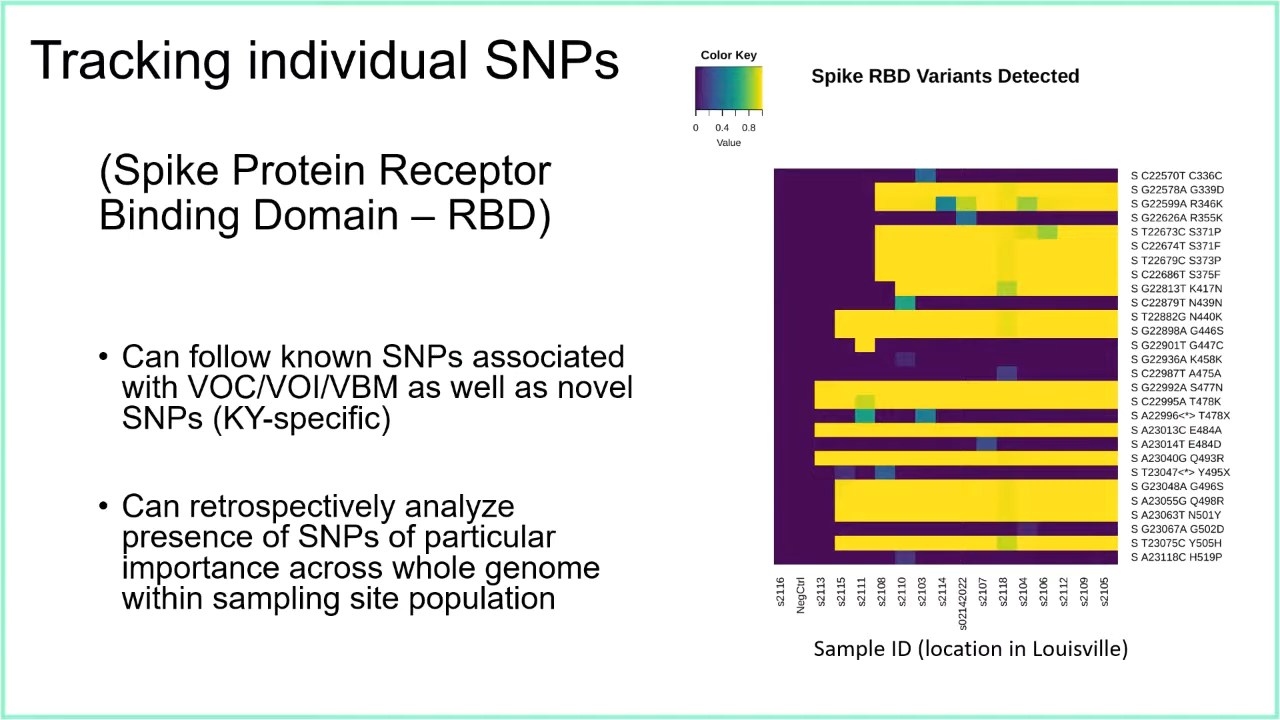 Tracking individual SNPs
(Spike Protein Receptor
Binding Domain – RBD)
• Can follow known SNPs associated
with VOC/VOI/VBM as well as novel
SNPs (KY-specific)
• Can retrospectively analyze
presence of SNPs of particular
importance across whole genome
within sampling site population
Color Key
0 0.4 0.8
Value
Spike RBD Variants Detected
S C22570T C336C
S G22578A G339D
S G22599A R346K
S G22626A R355K
S T22673C S371P
S C22674T S371F
S T22679C S373P
S C22686T S375F
S G22813T K417N
S C22879T N439N
S T22882G N440K
S G22898A G446S
S G22901T G447C
S G22936A K458K
S C22987T A475A
S G22992A S477N
S C22995A T478K
S A22996<*> T478X
S A23013C E484A
S A23014T E484D
S A23040G Q493R
S T23047<*> Y495X
S G23048A G496S
S A23055G Q498R
S A23063T N501Y
S G23067A G502D
S T23075C Y505H
S A23118C H519P
s2116
NegCtrl
s2113
s2115
s2111
s2108
s2110
s2103
s2114
s02142022
s2107
s2118
s2104
s2106
s2112
s2109
s2105
Sample ID (location in Louisville)